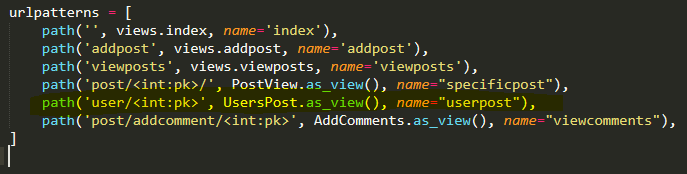 urlpatterns = [
    path('', views.index, name='index'),
    path('addpost', views.addpost, name='addpost'),
    path('viewposts', views.viewposts, name='viewposts'),
    path('post/<int:pk>/', PostView.as_view(), name="specificpost"),
    path('user/<int:pk>', UsersPost.as_view(), name="userpost"),
    path('post/addcomment/<int:pk>', AddComments.as_view(), name="viewcomments"),
]